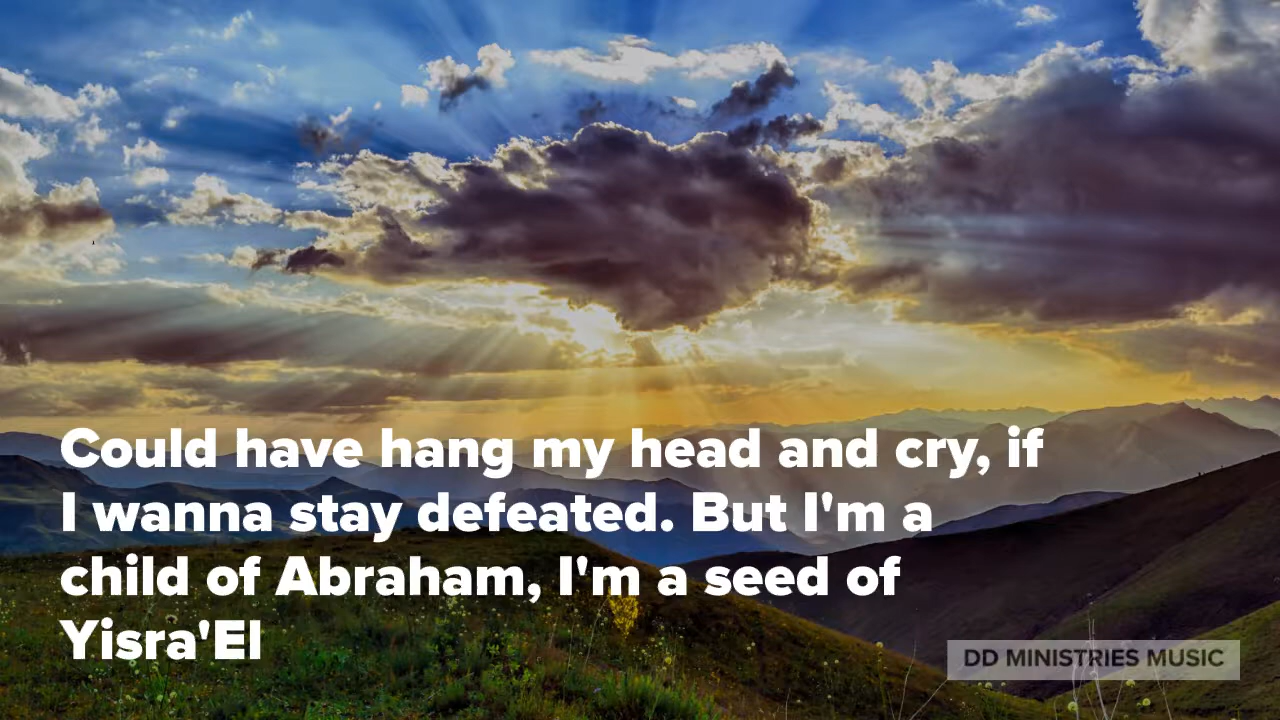 Could have hang my head and cry, if
I wanna stay defeated. But I'm a
child of Abraham, I'm a seed of
Yisra'El
DD MINISTRIES MUSIC